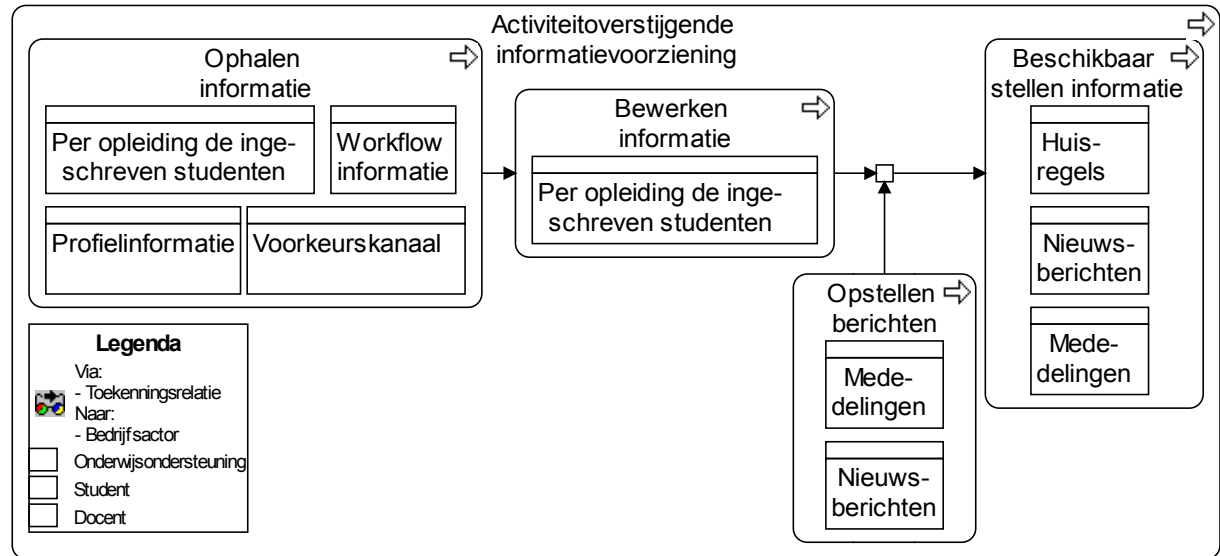 Activiteitoverstijgende
informatievoorziening
Ophalen
informatie
Per opleiding de inge-
schreven studenten
Workflow
informatie
Profielinformatie
Voorkeurskanaal
Bewerken
informatie
Per opleiding de inge-
schreven studenten
Opstellen
berichten
Mede-
delingen
Nieuws-
berichten
Beschikbaar
stellen informatie
Huis-
regels
Nieuws-
berichten
Mede-
delingen
Legenda
Via:
- Toekenningsrelatie
Naar:
- Bedrijfsactor
Onderwijsondersteuning
Student
Docent